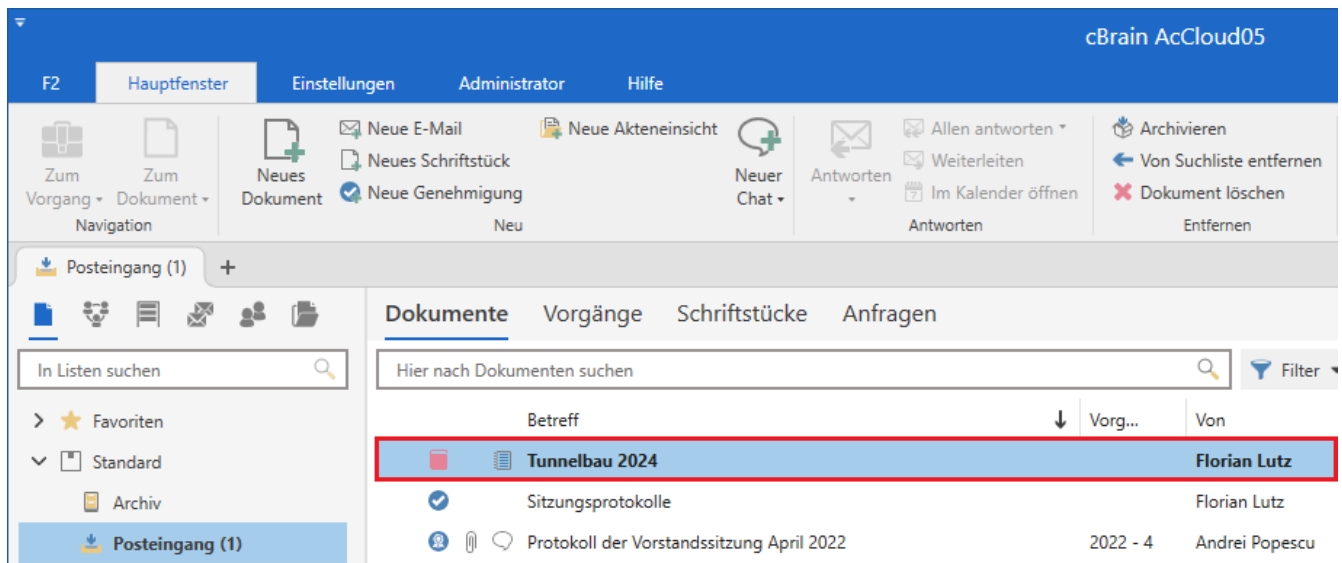 cBrain AcCloud05
F2 Hauptfenster Einstellungen Administrator Hilfe
Zum Vorgang
Zum Dokument
Navigation
Neues Dokument
Neue E-Mail
Neues Schriftstück
Neue Genehmigung
Neue Akteneinsicht
Neuer Chat
Neu
Antworten
Allen antworten
Weiterleiten
7 Im Kalender öffnen
Antworten
Archivieren
Von Suchliste entfernen
Dokument löschen
Entfernen
Posteingang (1) +
Dokumente Vorgänge Schriftstücke Anfragen
In Listen suchen
Hier nach Dokumenten suchen
Filter
Favoriten
Standard
Archiv
Posteingang (1)
Betreff Vorg... Von
Tunnelbau 2024 Florian Lutz
Sitzungsprotokolle Florian Lutz
Protokoll der Vorstandssitzung April 2022 2022 - 4 Andrei Popescu